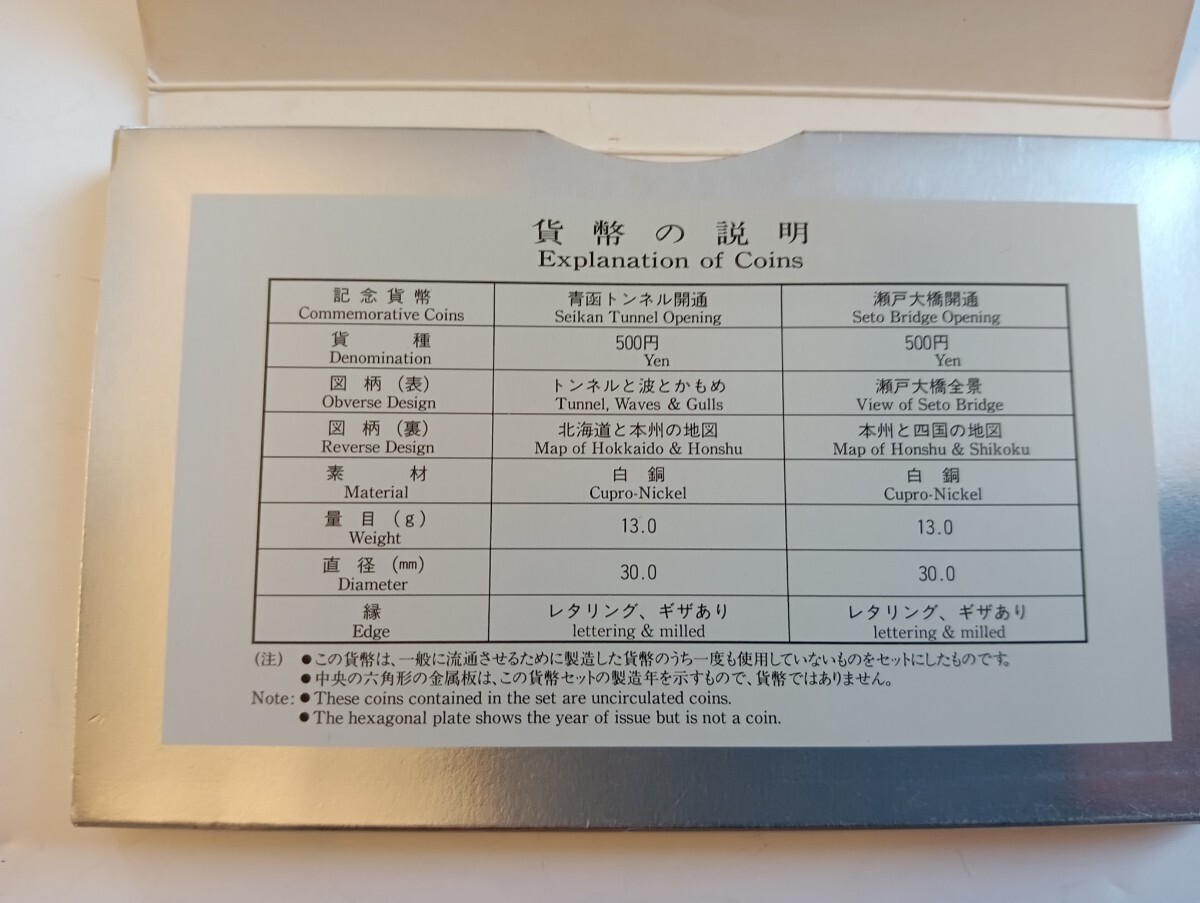 貨幣の説明
Explanation of Coins
記念貨幣 青函トンネル開通 瀬戸大橋開通
Commemorative Coins Seikan Tunnel Opening Seto Bridge Opening
貨種 500円 500円
Denomination Yen Yen
図柄（表） トンネルと波とかもめ 瀬戸大橋全景
Obverse Design Tunnel, Waves & Gulls View of Seto Bridge
図柄（裏） 北海道と本州の地図 本州と四国の地図
Reverse Design Map of Hokkaido & Honshu Map of Honshu & Shikoku
素材 白銅 白銅
Material Cupro-Nickel Cupro-Nickel
量目（g） 13.0 13.0
Weight
直径（㎜） 30.0 30.0
Diameter
縁 レタリング、ギザあり レタリング、ギザあり
Edge lettering & milled lettering & milled
（注） ●この貨幣は、一般に流通させるために製造した貨幣のうち一度も使用していないものをセットにしたものです。
●中央の六角形の金属板は、この貨幣セットの製造年を示すもので、貨幣ではありません。
Note: ● These coins contained in the set are uncirculated coins.
● The hexagonal plate shows the year of issue but is not a coin.